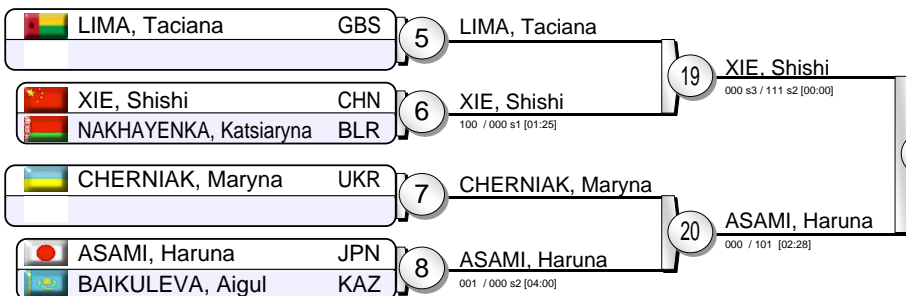 LIMA, Taciana GBS
5
LIMA, Taciana
XIE, Shishi CHN
NAKHAYENKA, Katsiaryna BLR
6
XIE, Shishi
100 / 000 s1 [01:25]
19
XIE, Shishi
000 s3 / 111 s2 [00:00]
CHERNIAK, Maryna UKR
7
CHERNIAK, Maryna
ASAMI, Haruna JPN
BAIKULEVA, Aigul KAZ
8
ASAMI, Haruna
001 / 000 s2 [04:00]
20
ASAMI, Haruna
000 / 101 [02:28]